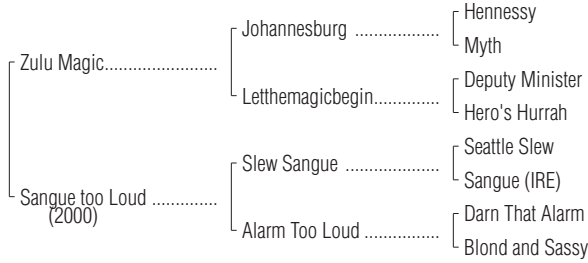 Hennessy
Johannesburg ....................
Myth
Zulu Magic...........................
Deputy Minister
Letthemagicbegin...............
Hero's Hurrah
Seattle Slew
Slew Sangue ......................
Sangue (IRE)
Sangue too Loud ...............
(2000)
Darn That Alarm
Alarm Too Loud ..................
Blond and Sassy